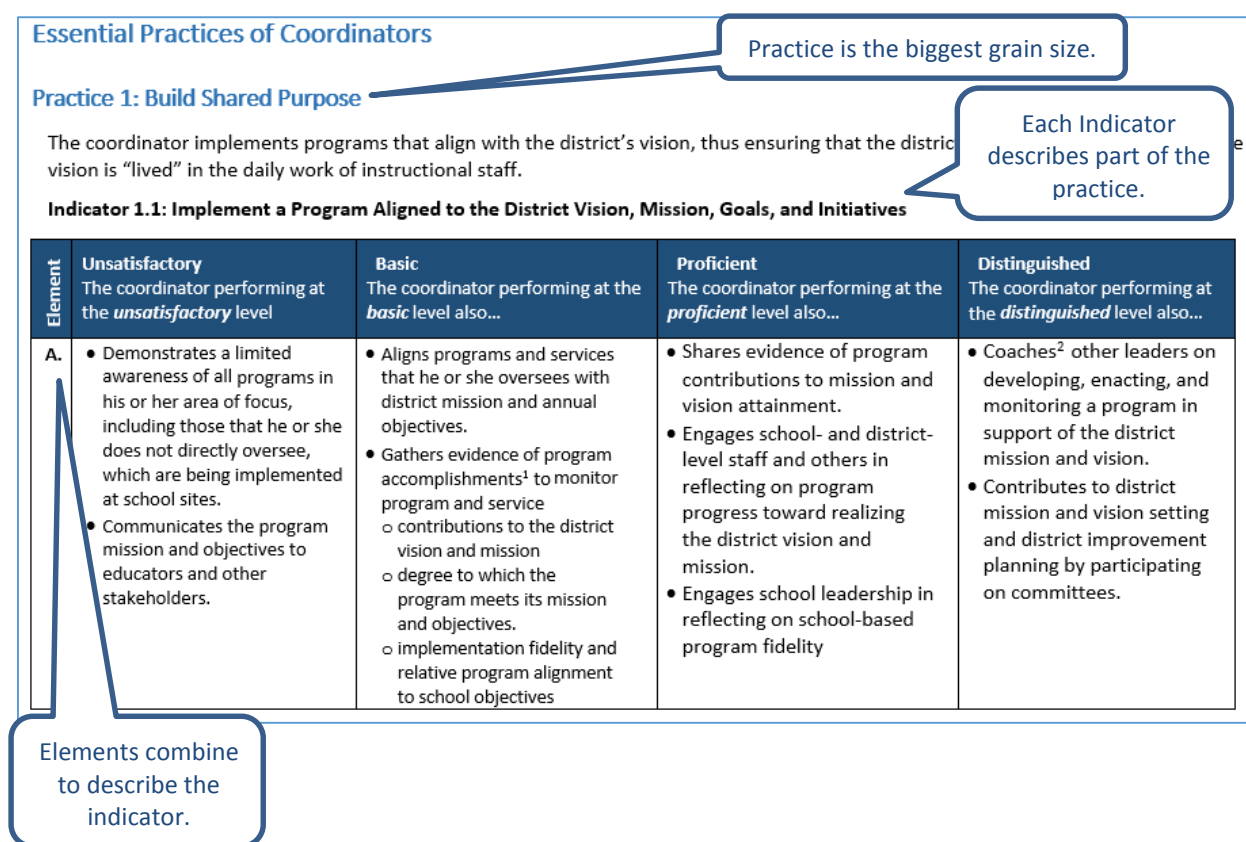 Essential Practices of Coordinators
Practice is the biggest grain size.
Practice 1: Build Shared Purpose
Each Indicator
describes part of the
practice.
The coordinator implements programs that align with the district's vision, thus ensuring that the distric e
vision is “lived” in the daily work of instructional staff.
Indicator 1.1: Implement a Program Aligned to the District Vision, Mission, Goals, and Initiatives
Element
Unsatisfactory
The coordinator performing at
the unsatisfactory level
Basic
The coordinator performing at the
basic level also...
Proficient
The coordinator performing at the
proficient level also...
Distinguished
The coordinator performing at
the distinguished level also...
A.
• Demonstrates a limited
awareness of all programs in
his or her area of focus,
including those that he or she
does not directly oversee,
which are being implemented
at school sites.
• Communicates the program
mission and objectives to
educators and other
stakeholders.
• Aligns programs and services
that he or she oversees with
district mission and annual
objectives.
• Gathers evidence of program
accomplishments¹ to monitor
program and service
o contributions to the district
vision and mission
o degree to which the
program meets its mission
and objectives.
o implementation fidelity and
relative program alignment
to school objectives
• Shares evidence of program
contributions to mission and
vision attainment.
• Engages school- and district-
level staff and others in
reflecting on program
progress toward realizing
the district vision and
mission.
• Engages school leadership in
reflecting on school-based
program fidelity
• Coaches² other leaders on
developing, enacting, and
monitoring a program in
support of the district
mission and vision.
• Contributes to district
mission and vision setting
and district improvement
planning by participating
on committees.
Elements combine
to describe the
indicator.